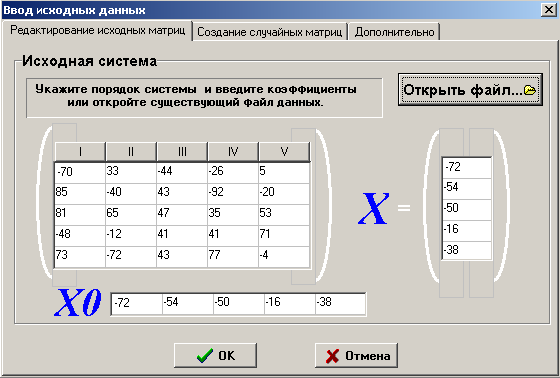 Ввод исходных данных
Редактирование исходных матриц Создание случайных матриц Дополнительно
Исходная система
Укажите порядок системы и введите коэффициенты
или откройте существующий файл данных.
Открыть файл...
I II III IV V
-70 33 -44 -26 5
85 -40 43 -92 -20
81 65 47 35 53
-48 -12 41 41 71
73 -72 43 77 -4
X =
-72
-54
-50
-16
-38
X0 -72 -54 -50 -16 -38
OK Отмена